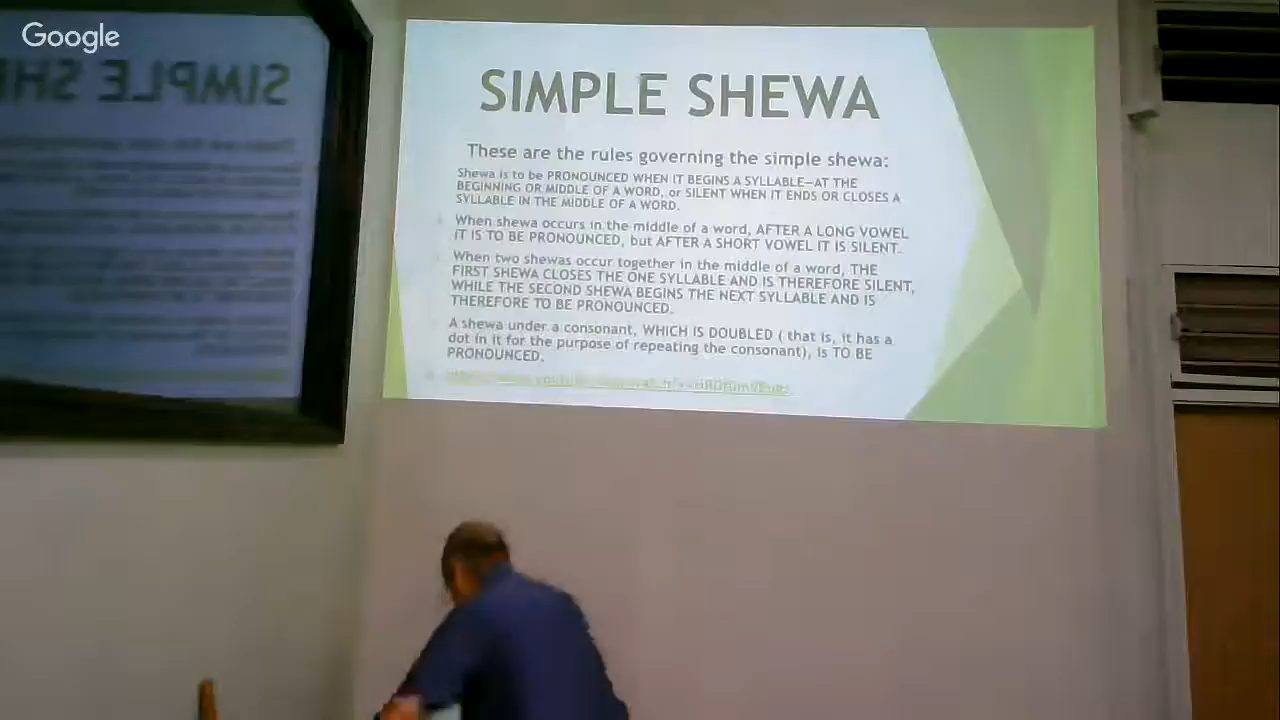 Google
SIMPLE SHE
SIMPLE SHEWA
These are the rules governing the simple shewa:
Shewa is to be PRONOUNCED WHEN IT BEGINS A SYLLABLE—AT THE
BEGINNING OR MIDDLE OF A WORD, or SILENT WHEN IT ENDS OR CLOSES A
SYLLABLE IN THE MIDDLE OF A WORD.
When shewa occurs in the middle of a word, AFTER A LONG VOWEL
IT IS TO BE PRONOUNCED, but AFTER A SHORT VOWEL IT IS SILENT.
When two shewas occur together in the middle of a word, THE
FIRST SHEWA CLOSES THE ONE SYLLABLE AND IS THEREFORE SILENT,
WHILE THE SECOND SHEWA BEGINS THE NEXT SYLLABLE AND IS
THEREFORE TO BE PRONOUNCED.
A shewa under a consonant, WHICH IS DOUBLED ( that is, it has a
dot in it for the purpose of repeating the consonant), is TO BE
PRONOUNCED.